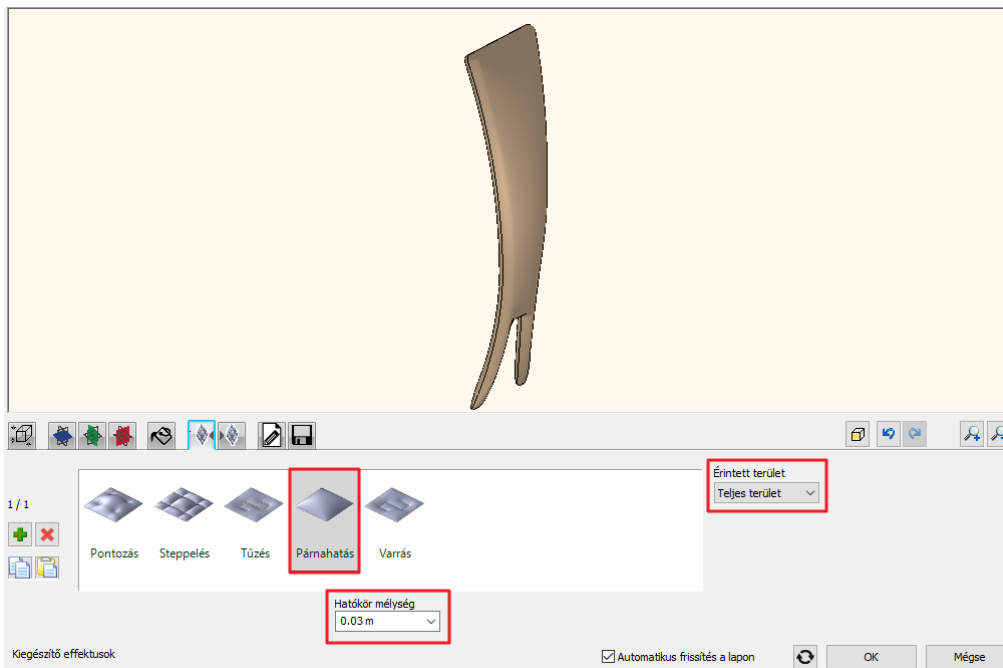 Érintett terület
Teljes terület
1 / 1
Pontozás
Steppelés
Tűzés
Párnahatás
Varrás
Hatókör mélység
0.03 m
Kiegészítő effektusok
Automatikus frissítés a lapon
OK
Mégse